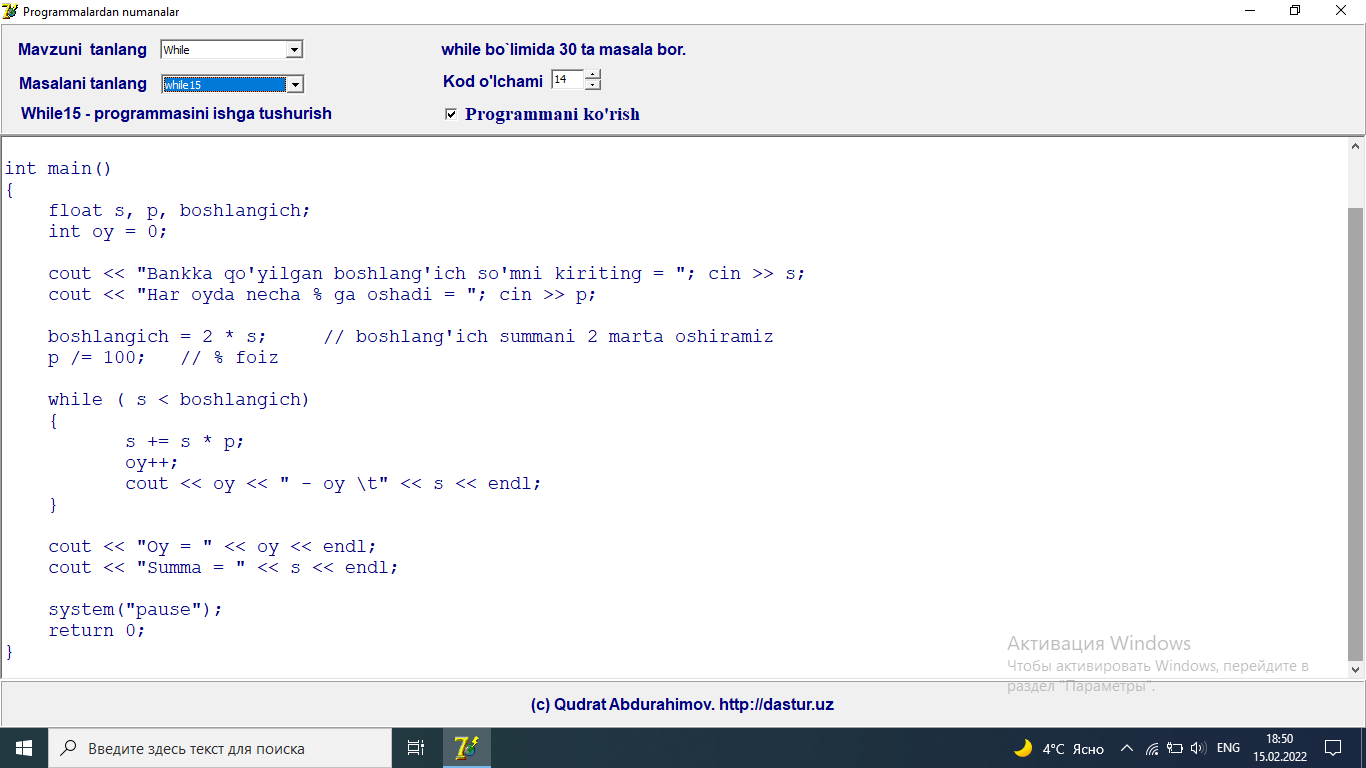 Programmalardan numanalar
Mavzuni tanlang While
while bo`limida 30 ta masala bor.
Masalani tanlang while15
Kod o'lchami 14
While15 - programmasini ishga tushurish
Programmani ko'rish
int main()
{
float s, p, boshlangich;
int oy = 0;
cout << "Bankka qo'yilgan boshlang'ich so'mni kiriting = "; cin >> s;
cout << "Har oyda necha % ga oshadi = "; cin >> p;
boshlangich = 2 * s; // boshlang'ich summani 2 marta oshiramiz
p /= 100; // % foiz
while ( s < boshlangich)
{
s += s * p;
oy++;
cout << oy << " - oy \t" << s << endl;
}
cout << "Oy = " << oy << endl;
cout << "Summa = " << s << endl;
system("pause");
return 0;
}
Активация Windows
Чтобы активировать Windows, перейдите в
раздел "Параметры".
(c) Qudrat Abdurahimov. http://dastur.uz
Введите здесь текст для поиска
4°C Ясно
ENG
18:50
15.02.2022